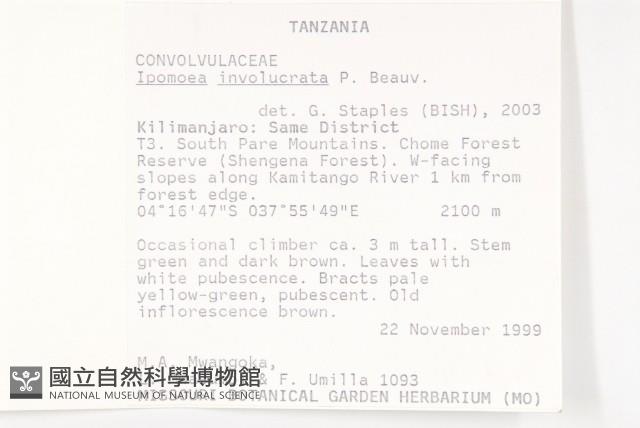 TANZANIA
CONVOLVULACEAE
Ipomoea involucrata P. Beauv.
det. G. Staples (BISH), 2003
Kilimanjaro: Same District
T3. South Pare Mountains. Chome Forest
Reserve (Shengena Forest). W-facing
slopes along Kamitango River 1 km from
forest edge.
04°16'47"S 037°55'49"E 2100 m
Occasional climber ca. 3 m tall. Stem
green and dark brown. Leaves with
white pubescence. Bracts pale
yellow-green, pubescent. Old
inflorescence brown.
22 November 1999
M.A. Mwangoka,
& F. Umilla 1093
MISSOURI BOTANICAL GARDEN HERBARIUM (MO)
國立自然科學博物館
NATIONAL MUSEUM OF NATURAL SCIENCE